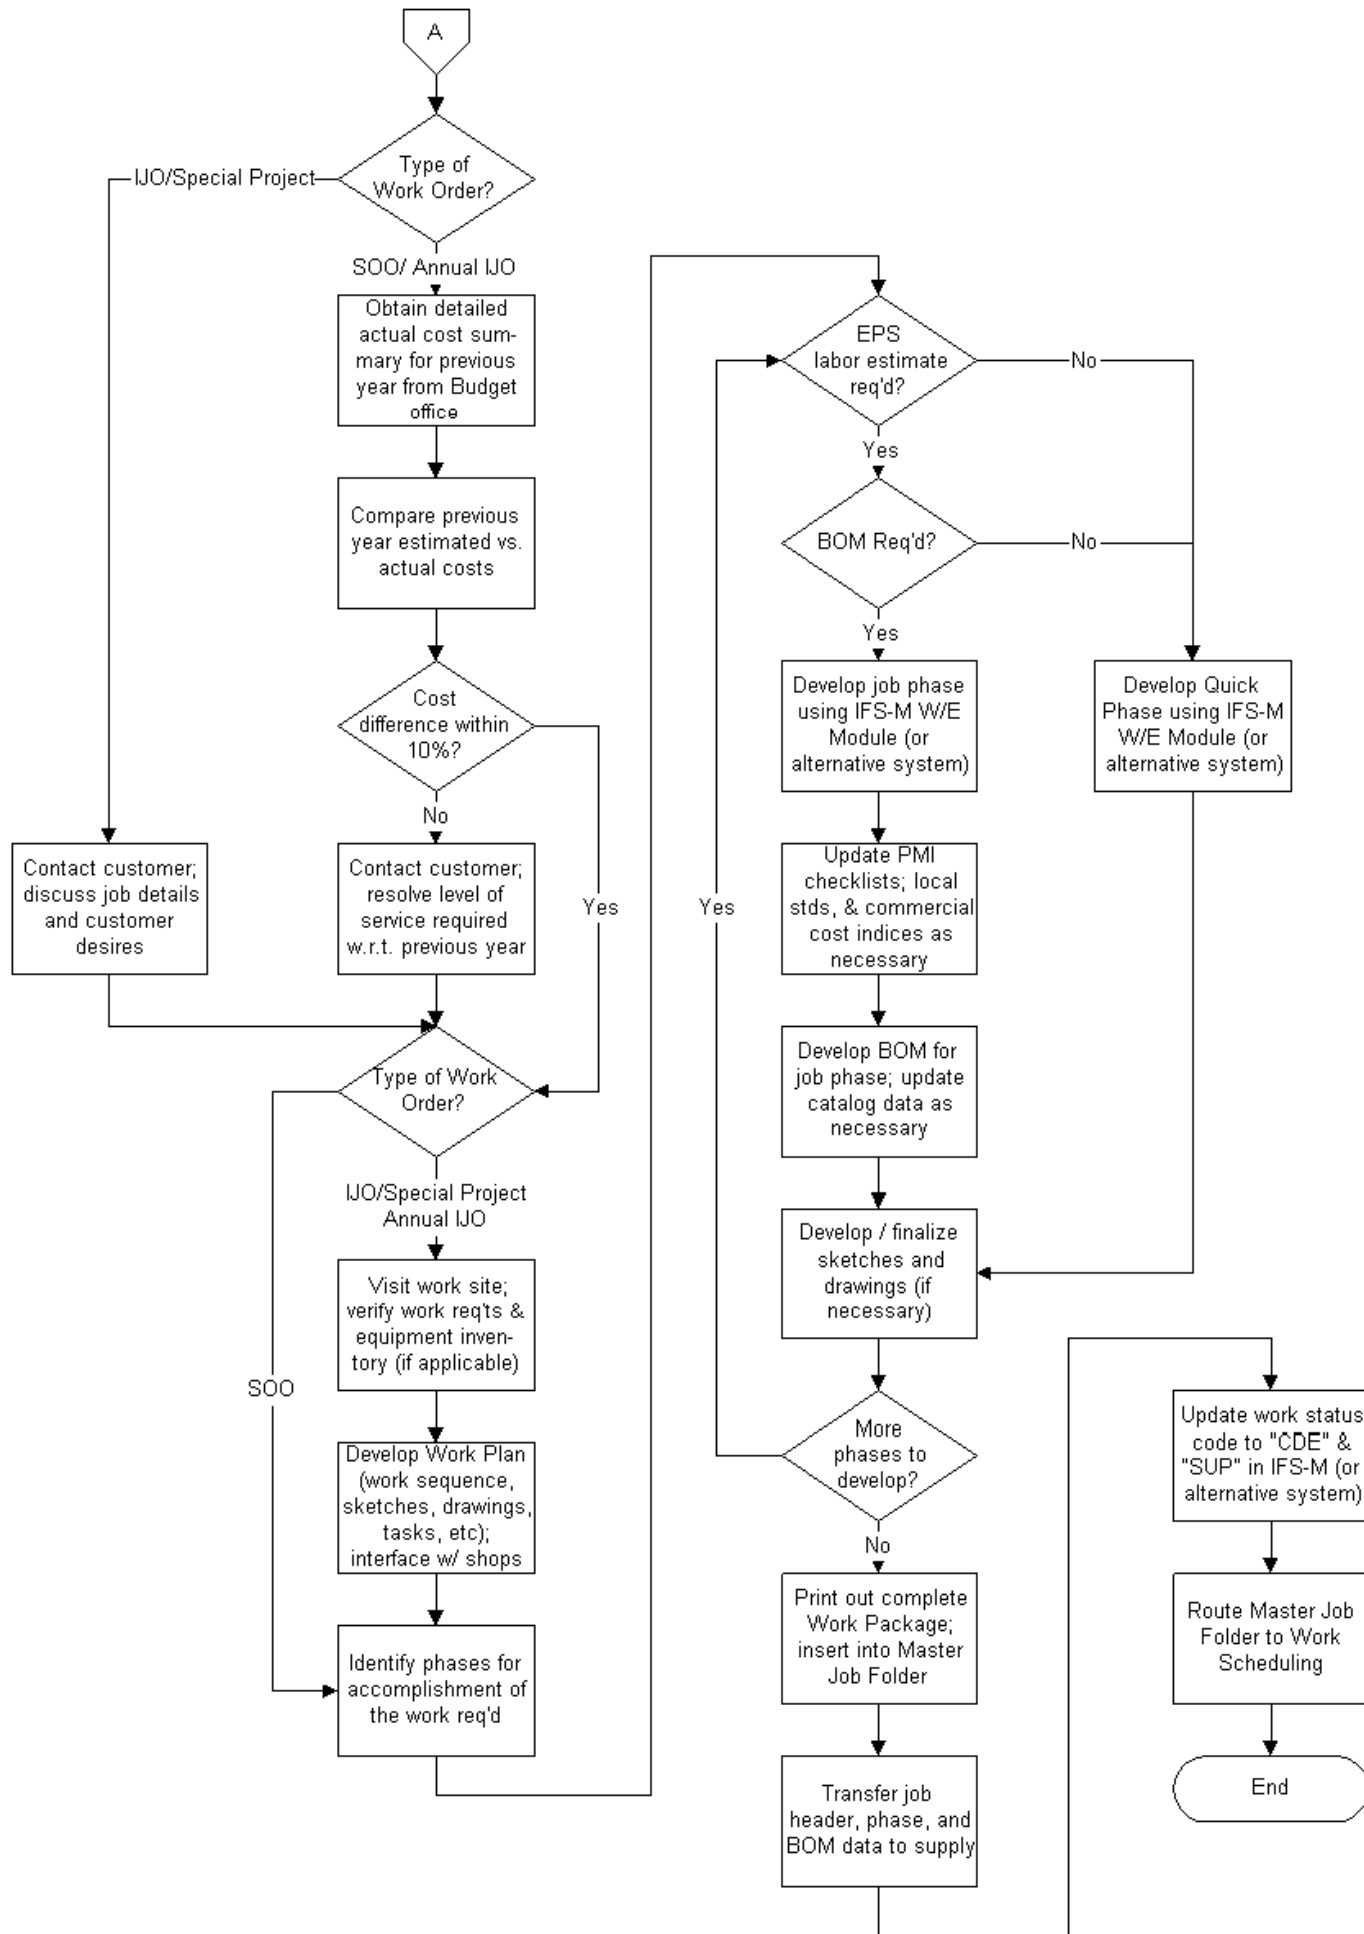 A
Type of
Work Order?
IJO/Special Project
SOO/ Annual IJO
Obtain detailed
actual cost sum-
mary for previous
year from Budget
office
Compare previous
year estimated vs.
actual costs
Cost
difference within
10%?
No
Yes
Contact customer;
discuss job details
and customer
desires
Contact customer;
resolve level of
service required
w.r.t. previous year
Type of Work
Order?
IJO/Special Project
Annual IJO
SOO
Visit work site;
verify work req'ts &
equipment inven-
tory (if applicable)
Develop Work Plan
(work sequence,
sketches, drawings,
tasks, etc);
interface w/ shops
Identify phases for
accomplishment of
the work req'd
EPS
labor estimate
req'd?
No
Yes
BOM Req'd?
No
Yes
Develop job phase
using IFS-M W/E
Module (or
alternative system)
Develop Quick
Phase using IFS-M
W/E Module (or
alternative system)
Update PMI
checklists; local
stds, & commercial
cost indices as
necessary
Yes
Develop BOM for
job phase; update
catalog data as
necessary
Develop / finalize
sketches and
drawings (if
necessary)
More
phases to
develop?
No
Print out complete
Work Package;
insert into Master
Job Folder
Transfer job
header, phase, and
BOM data to supply
Update work status
code to "CDE" &
"SUP" in IFS-M (or
alternative system)
Route Master Job
Folder to Work
Scheduling
End